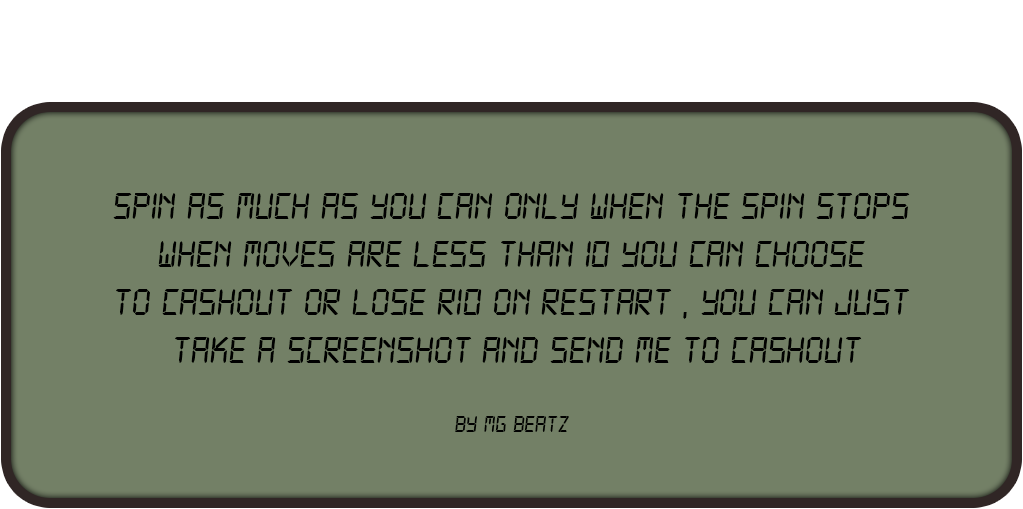 SPIN AS MUCH AS YOU CAN ONLY WHEN THE SPIN STOPS
WHEN MOVES ARE LESS THAN 10 YOU CAN CHOOSE
TO CASHOUT OR LOSE RIO ON RESTART , YOU CAN JUST
TAKE A SCREENSHOT AND SEND ME TO CASHOUT
BY MG BEATZ